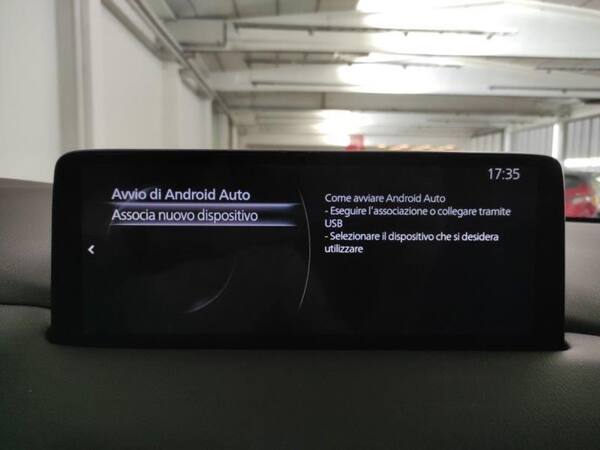 17:35
Avvio di Android Auto
Associa nuovo dispositivo
Come avviare Android Auto
- Eseguire l'associazione o collegare tramite
USB
- Selezionare il dispositivo che si desidera
utilizzare